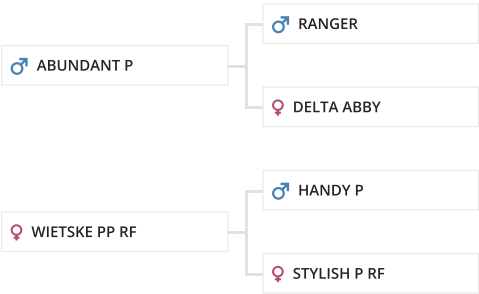 RANGER
ABUNDANT P
DELTA ABBY
HANDY P
WIETSKE PP RF
STYLISH P RF